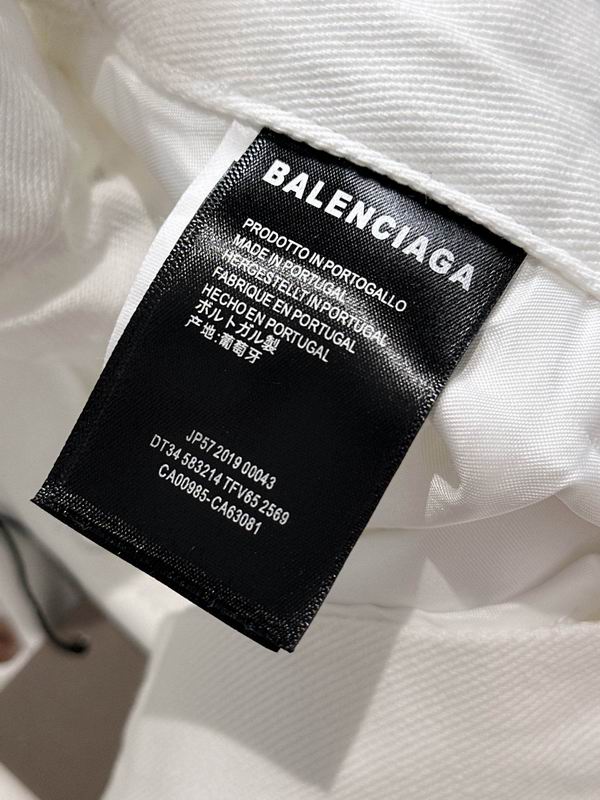 BALENCIAGA
PRODOTTO IN PORTOGALLO
MADE IN PORTUGAL
HERGESTELLT IN PORTUGAL
FABRIQUE EN PORTUGAL
HECHO EN PORTUGAL
ポルトガル製
产地:葡萄牙
JP57 2019 00043
DT34 583214 TFV65 2569
CA00985-CA63081